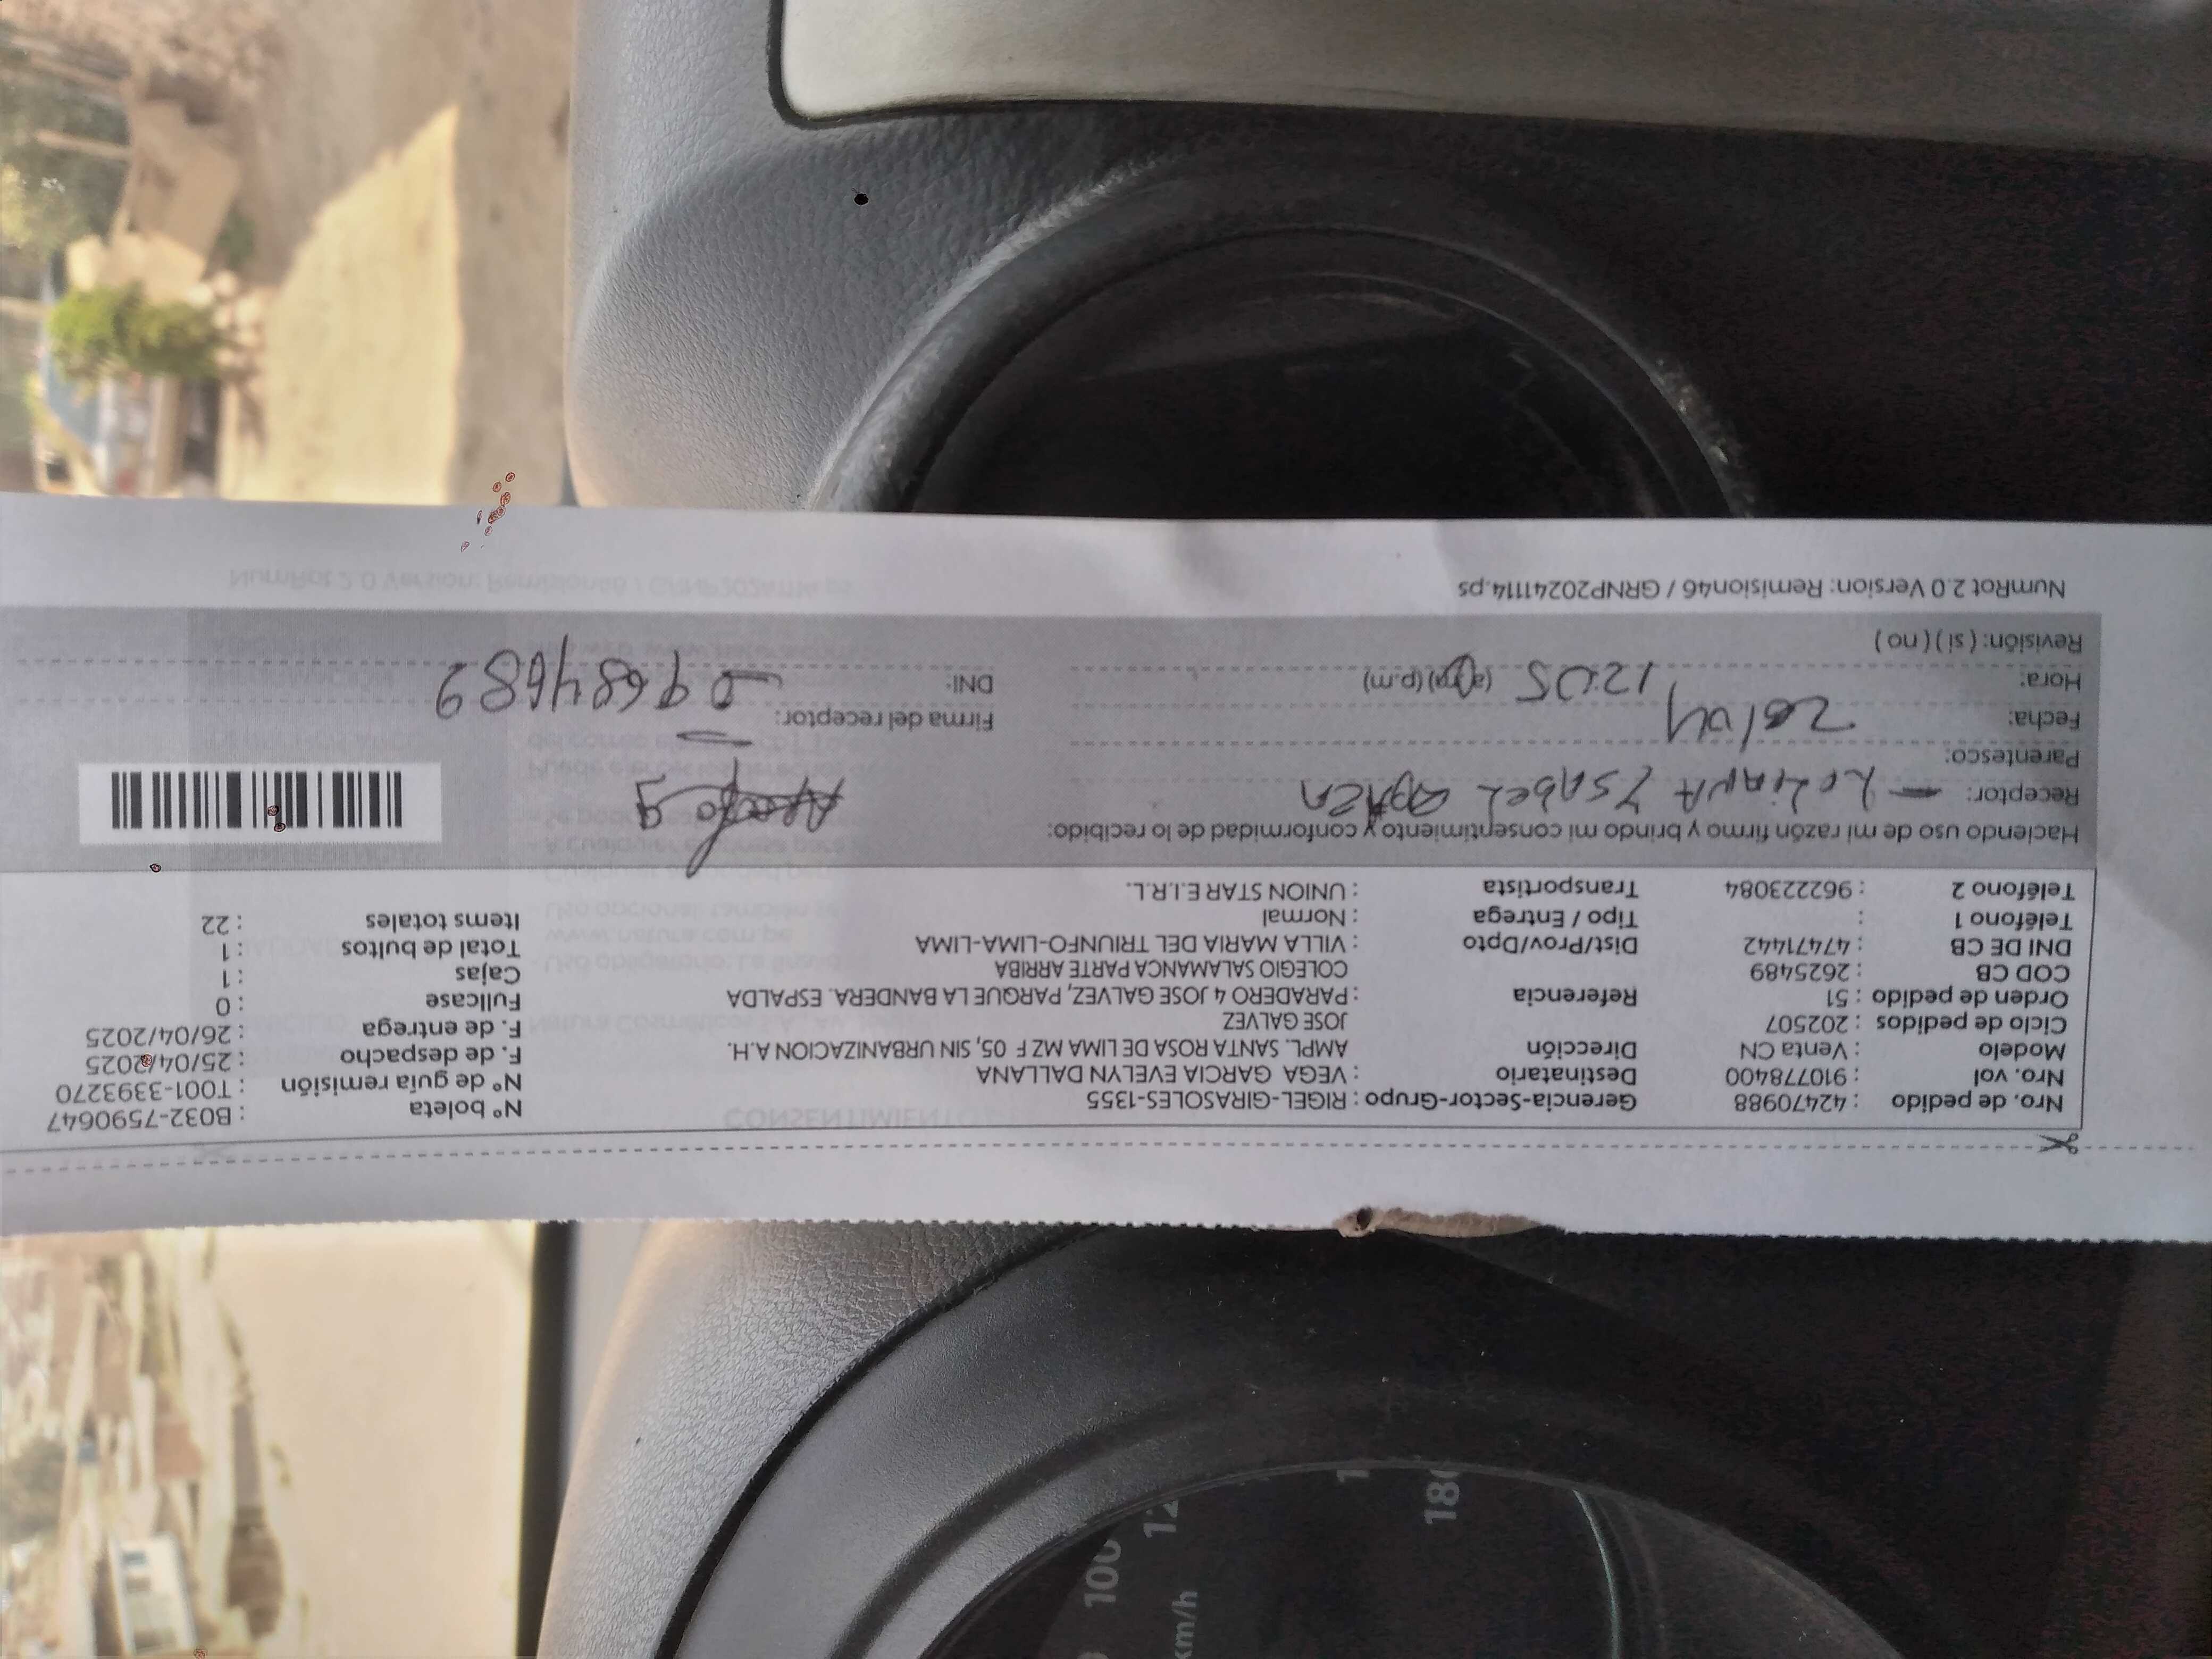 Nro. de pedido : 42470988 Gerencia-Sector-Grupo : RIGEL-GIRASOLES-1355 Nº boleta : B032-7590647
Nro. vol : 910778400 Destinatario : VEGA GARCIA EVELYN DALLANA Nº de guía remisión : T001-3393270
Modelo : Venta CN Dirección AMPL. SANTA ROSA DE LIMA MZ F 05, SIN URBANIZACION A.H. F. de despacho : 25/04/2025
Ciclo de pedidos : 202507 JOSE GALVEZ F. de entrega : 26/04/2025
Orden de pedido : 51 Referencia : PARADERO 4 JOSE GALVEZ, PARQUE LA BANDERA. ESPALDA Fullcase : 0
COD CB : 2625489 COLEGIO SALAMANCA PARTE ARRIBA Cajas : 1
DNI DE CB : 47471442 Dist/Prov/Dpto : VILLA MARIA DEL TRIUNFO-LIMA-LIMA Total de bultos : 1
Teléfono 1 : Tipo / Entrega : Normal Items totales : 22
Teléfono 2 : 962223084 Transportista : UNION STAR E.I.R.L.
Haciendo uso de mi razón firmo y brindo mi consentimiento y conformidad de lo recibido:
Receptor: YSABEL
Parentesco:
Fecha: 26/04 Firma del receptor:
Hora: 12:05 (a.m) (p.m) DNI: 09684689
Revisión: ( si ) ( no )
NumRot 2.0 Version: Remision46 / GRNP20241114.ps
100
180
km/h